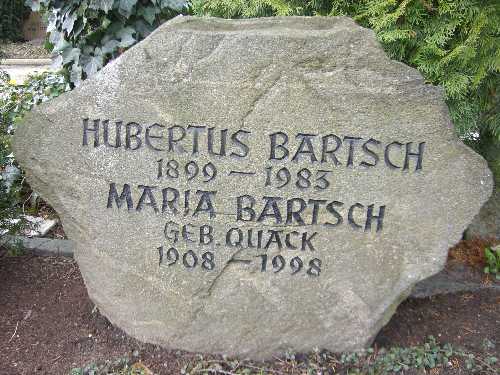 HUBERTUS BARTSCH
1899 – 1983
MARIA BARTSCH
GEB. QUACK
1908 – 1998